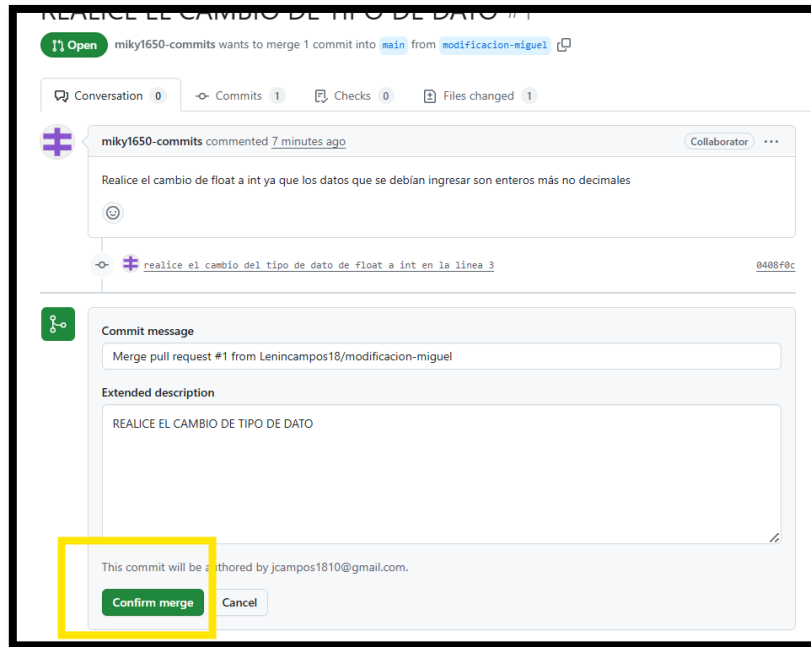 REALICE EL CAMBIO DE TIPO DE DATO #1
Open miky1650-commits wants to merge 1 commit into main from modificacion-miguel
Conversation 0 Commits 1 Checks 0 Files changed 1
miky1650-commits commented 7 minutes ago Collaborator
Realice el cambio de float a int ya que los datos que se debían ingresar son enteros más no decimales
realice el cambio del tipo de dato de float a int en la linea 3 0408f0c
Commit message
Merge pull request #1 from Lenincampos18/modificacion-miguel
Extended description
REALICE EL CAMBIO DE TIPO DE DATO
This commit will be authored by jcampos1810@gmail.com.
Confirm merge Cancel